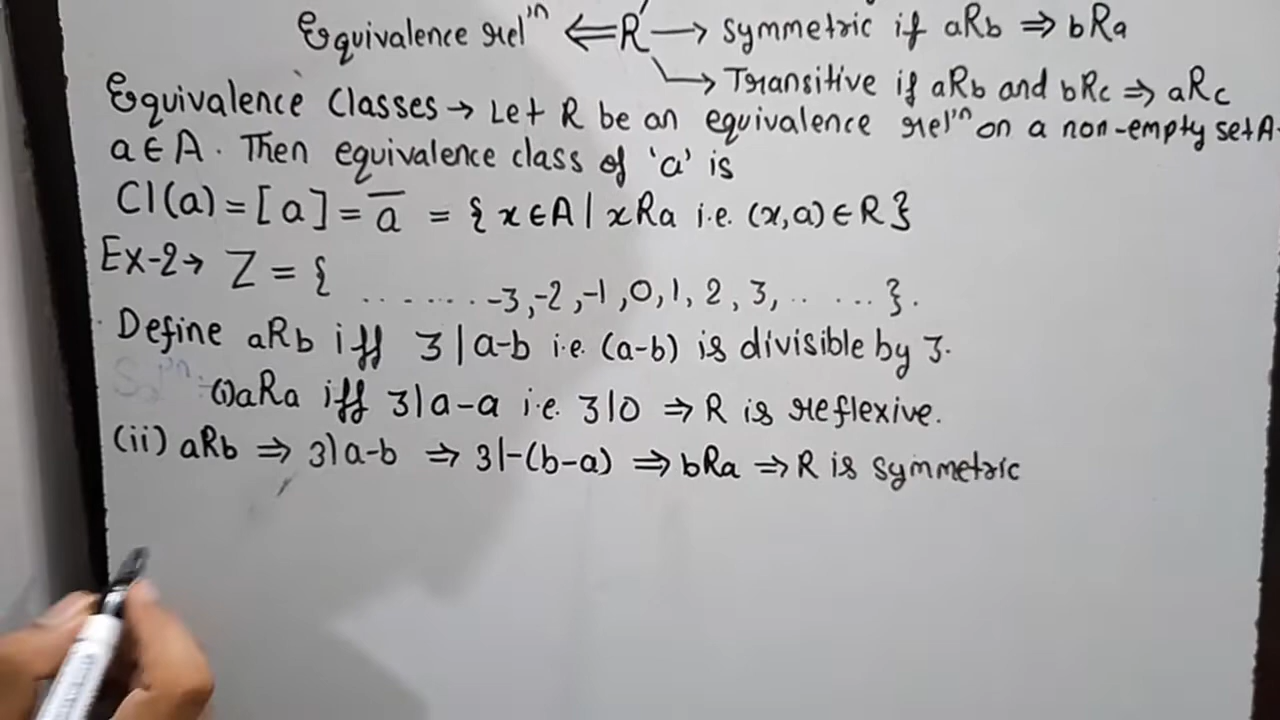 Equivalence relⁿ ⇐ R → symmetric if aRb ⇒ bRa
→ Transitive if aRb and bRc ⇒ aRc
Equivalence Classes → Let R be an equivalence relⁿ on a non-empty set A.
a ∈ A. Then equivalence class of 'a' is
Cl(a) = [a] = a̅ = { x ∈ A | xRa i.e. (x,a) ∈ R }
Ex-2 → Z = { ....... -3, -2, -1, 0, 1, 2, 3, ... ... }.
Define aRb iff 3 | a-b i.e. (a-b) is divisible by 3.
Solⁿ:- (i) aRa iff 3|a-a i.e. 3|0 ⇒ R is reflexive.
(ii) aRb ⇒ 3|a-b ⇒ 3|-(b-a) ⇒ bRa ⇒ R is symmetric